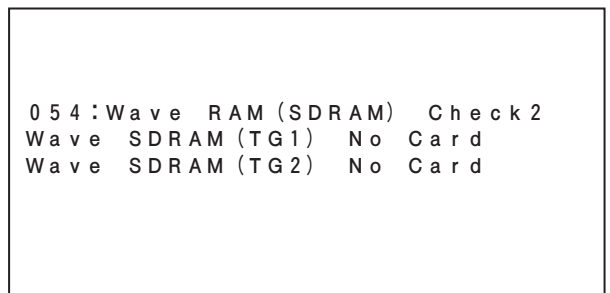 054:Wave RAM(SDRAM) Check2
Wave SDRAM(TG1) No Card
Wave SDRAM(TG2) No Card